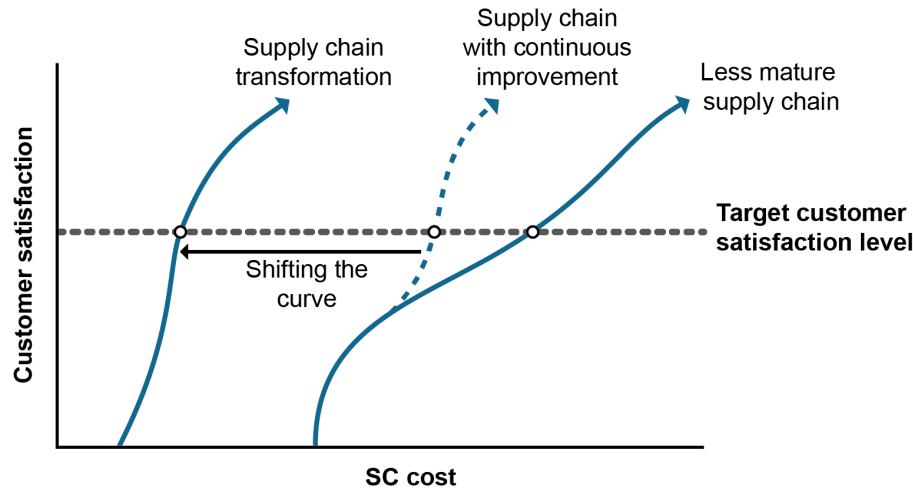 Supply chain
transformation
Supply chain
with continuous
improvement
Less mature
supply chain
Target customer
satisfaction level
Shifting the
curve
Customer satisfaction
SC cost